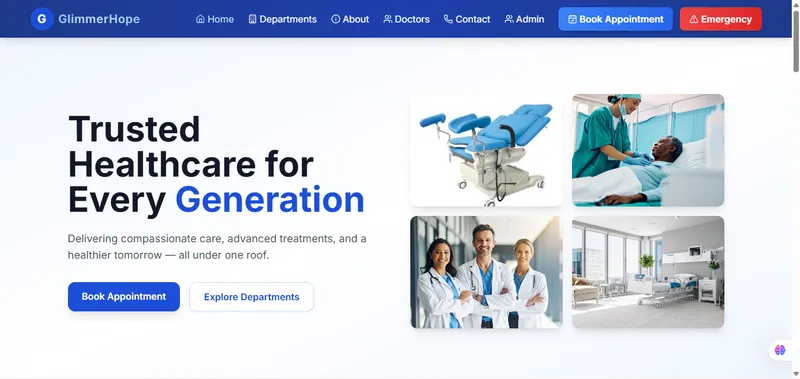 G GlimmerHope
Home Departments About Doctors Contact Admin Book Appointment Emergency
Trusted
Healthcare for
Every Generation
Delivering compassionate care, advanced treatments, and a
healthier tomorrow — all under one roof.
Book Appointment Explore Departments